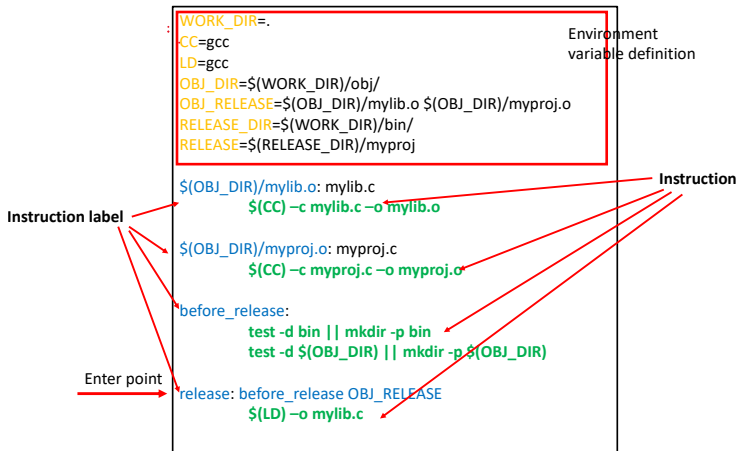 WORK_DIR=.
:
CC=gcc
LD=gcc
OBJ_DIR=$(WORK_DIR)/obj/
OBJ_RELEASE=$(OBJ_DIR)/mylib.o $(OBJ_DIR)/myproj.o
RELEASE_DIR=$(WORK_DIR)/bin/
RELEASE=$(RELEASE_DIR)/myproj
Environment
variable definition
$(OBJ_DIR)/mylib.o: mylib.c
$(CC) –c mylib.c –o mylib.o
Instruction
Instruction label
$(OBJ_DIR)/myproj.o: myproj.c
$(CC) –c myproj.c –o myproj.o
before_release:
test -d bin || mkdir -p bin
test -d $(OBJ_DIR) || mkdir -p $(OBJ_DIR)
Enter point
release: before_release OBJ_RELEASE
$(LD) –o mylib.c